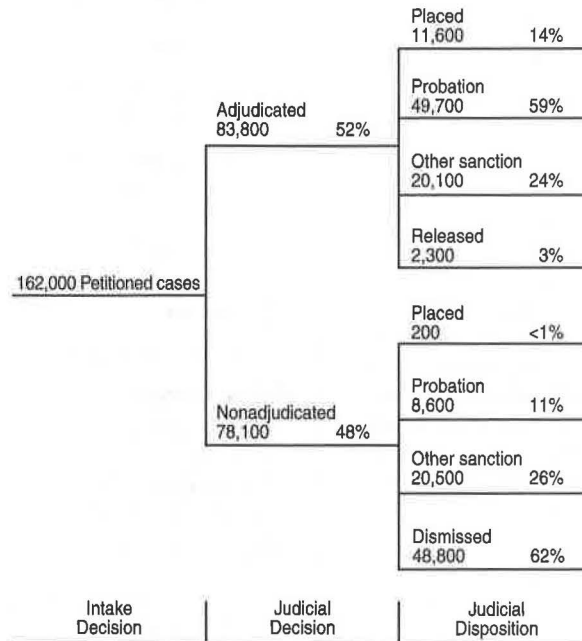 Placed
11,600 14%
Probation
49,700 59%
Adjudicated
83,800 52%
Other sanction
20,100 24%
Released
2,300 3%
162,000 Petitioned cases
Placed
200 <1%
Probation
8,600 11%
Nonadjudicated
78,100 48%
Other sanction
20,500 26%
Dismissed
48,800 62%
Intake
Decision
Judicial
Decision
Judicial
Disposition